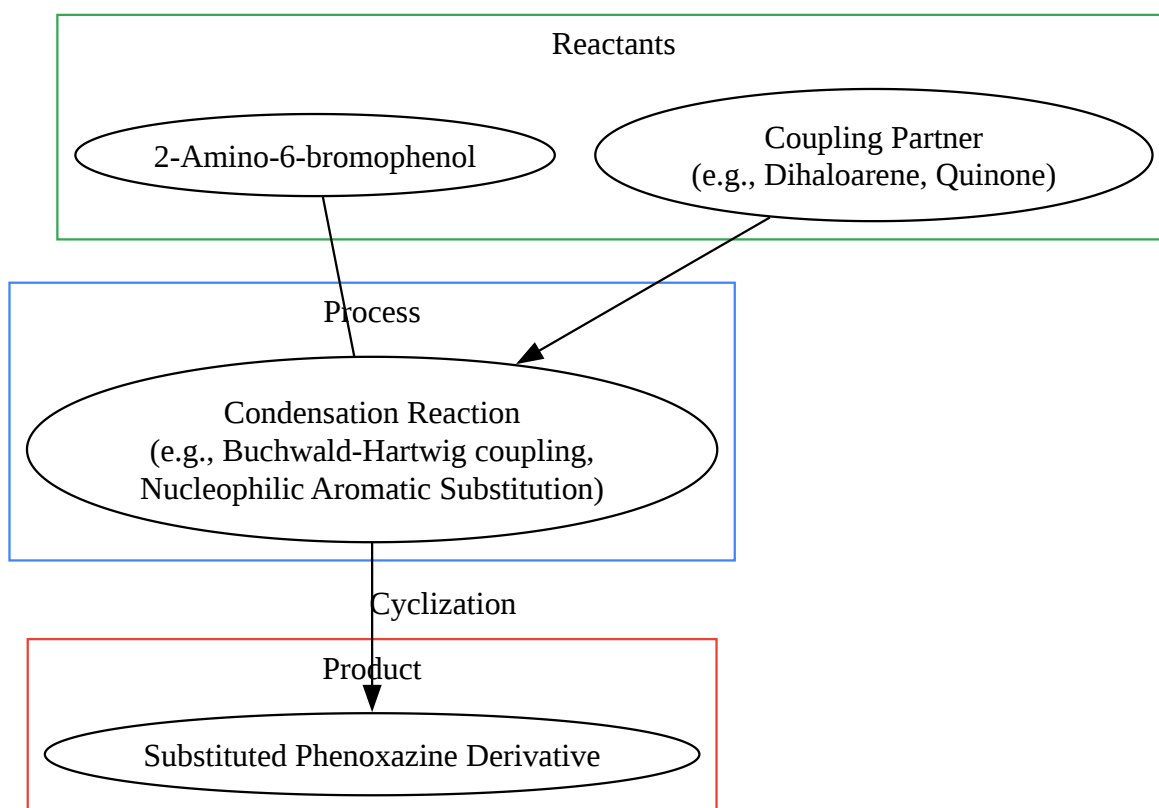 Reactants
2-Amino-6-bromophenol
Coupling Partner
(e.g., Dihaloarene, Quinone)
Process
Condensation Reaction
(e.g., Buchwald-Hartwig coupling,
Nucleophilic Aromatic Substitution)
Cyclization
Product
Substituted Phenoxazine Derivative